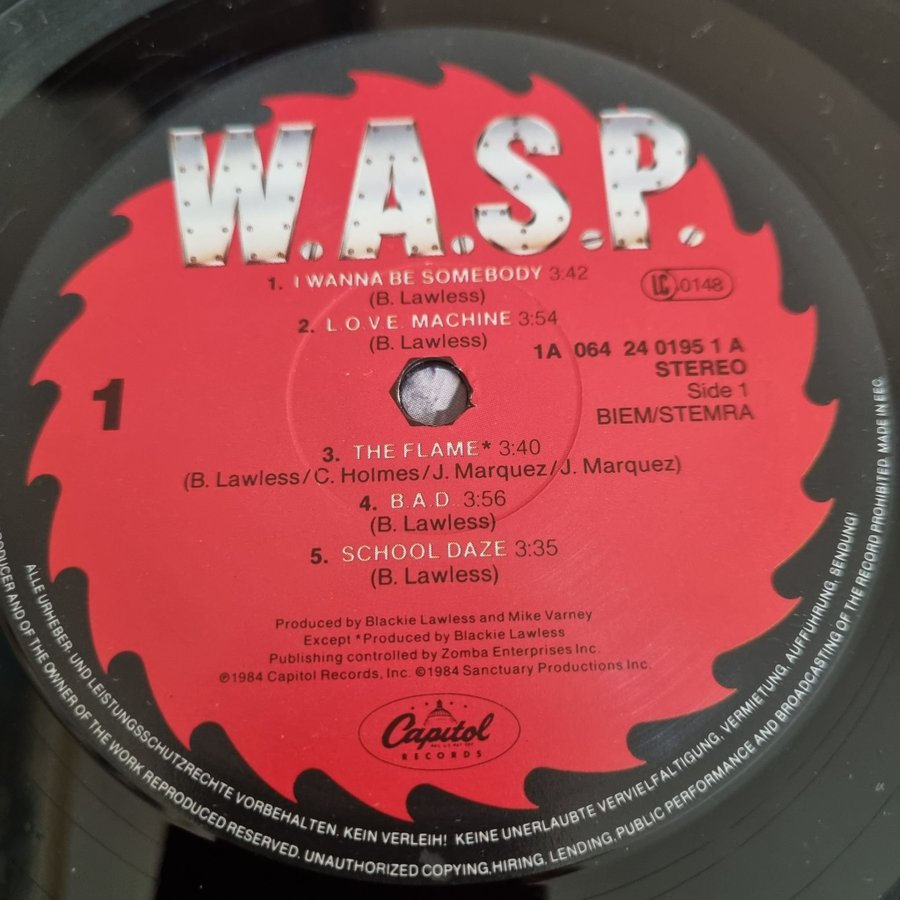 W.A.S.P.
1. I WANNA BE SOMEBODY 3:42
(B. Lawless)
LC 0148
2. L.O.V.E. MACHINE 3:54
(B. Lawless)
1A 064 24 0195 1 A
STEREO
Side 1
BIEM/STEMRA
1
3. THE FLAME* 3:40
(B. Lawless/C. Holmes/J. Marquez/J. Marquez)
4. B.A.D. 3:56
(B. Lawless)
5. SCHOOL DAZE 3:35
(B. Lawless)
Produced by Blackie Lawless and Mike Varney
Except *Produced by Blackie Lawless
Publishing controlled by Zomba Enterprises Inc.
℗1984 Capitol Records, Inc. ©1984 Sanctuary Productions Inc.
Capitol
RECORDS
ALLE URHEBER- UND LEISTUNGSSCHUTZRECHTE VORBEHALTEN. KEIN VERLEIH! KEINE UNERLAUBTE VERVIELFÄLTIGUNG, VERMIETUNG, AUFFÜHRUNG, SENDUNG!
AND OF THE OWNER OF THE WORK REPRODUCED RESERVED. UNAUTHORIZED COPYING, HIRING, LENDING, PUBLIC PERFORMANCE AND BROADCASTING OF THE RECORD PROHIBITED. MADE IN EEC.